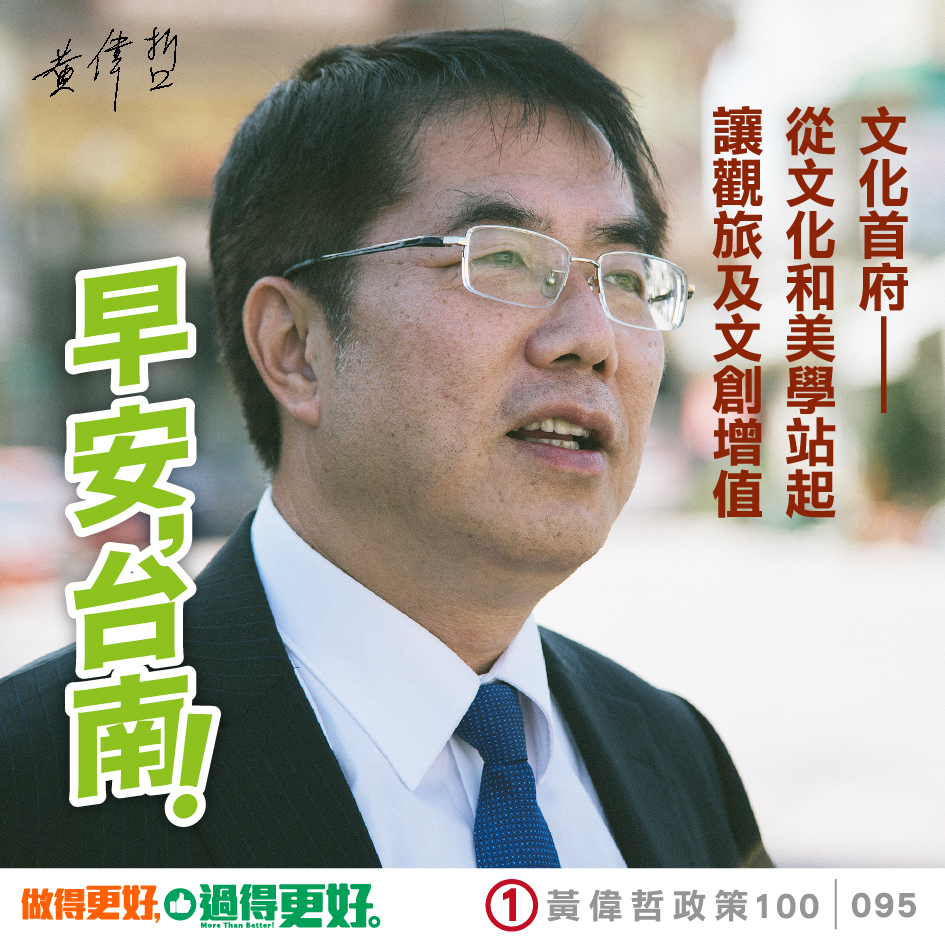 黃偉哲
文化首府——
從文化和美學站起
讓觀旅及文創增值
早安,台南!
做得更好,過得更好。
More Than Better!
1 黃偉哲政策100 | 095